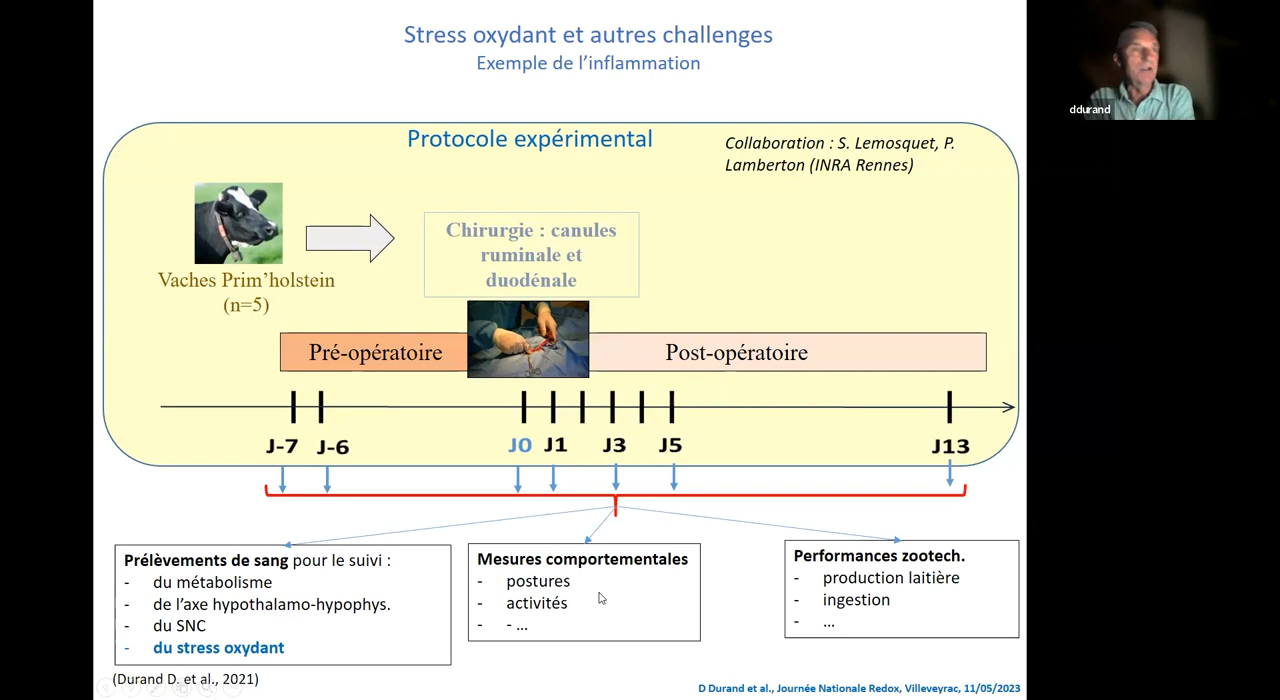 Stress oxydant et autres challenges
Exemple de l'inflammation
ddurand
Protocole expérimental
Collaboration : S. Lemosquet, P.
Lamberton (INRA Rennes)
Chirurgie : canules
ruminale et
duodénale
Vaches Prim'holstein
(n=5)
Pré-opératoire
Post-opératoire
J-7 J-6 J0 J1 J3 J5 J13
Prélèvements de sang pour le suivi :
- du métabolisme
- de l'axe hypothalamo-hypophys.
- du SNC
- du stress oxydant
Mesures comportementales
- postures
- activités
- - ...
Performances zootech.
- production laitière
- ingestion
- ...
(Durand D. et al., 2021)
D Durand et al., Journée Nationale Redox, Villeveyrac, 11/05/2023